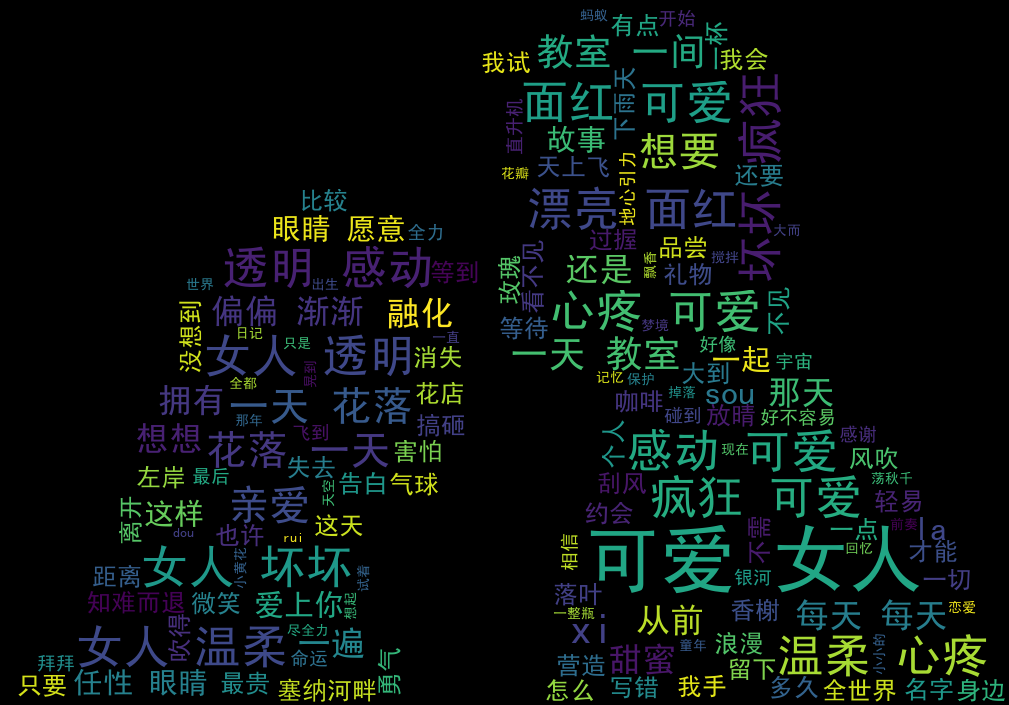 蚂蚁
有点
开始
一杯
教室 一间
我会
我试
面红 可爱
下雨天
疯狂
直升机
故事
想要
天上飞
地心引力
还要
花瓣
漂亮 面红
坏坏
大而
过握
品尝
搅拌
看不见
玫瑰
还是
飘香
礼物
心疼 可爱
不见
等待
梦境
一天 教室
好像
一起
宇宙
记忆
保护
大到
咖啡
掉落
sou
那天
碰到
放晴
好不容易
个人
感动 可爱
现在
感谢
风吹
刮风
疯狂 可爱
荡秋千
轻易
约会
不需
一点
前奏
la
可爱 女人
回忆
才能
相信
银河
一切
落叶
一整瓶
从前
香榭
每天 每天
恋爱
xi
童年
浪漫
温柔 心疼
小小的
营造
甜蜜
留下
怎么
写错
我手
多久
全世界
名字
身边
比较
眼睛 愿意
全力
透明 感动
等到
世界
出生
没想到
偏偏 渐渐
融化
日记
只是
一直
女人 透明
消失
晃到
拥有
全都
一天 花落
花店
那年
搞砸
想想
飞到
花落 一天
害怕
左岸
最后
失去
天空
告白
气球
离开
这样
亲爱
这天
dou
也许
rui
距离
女人 坏坏
小黄花
试着
知难而退
微笑
爱上你
想起
吹得
尽全力
女人 温柔
一遍
拜拜
命运
勇气
只要
任性 眼睛
最贵
塞纳河畔